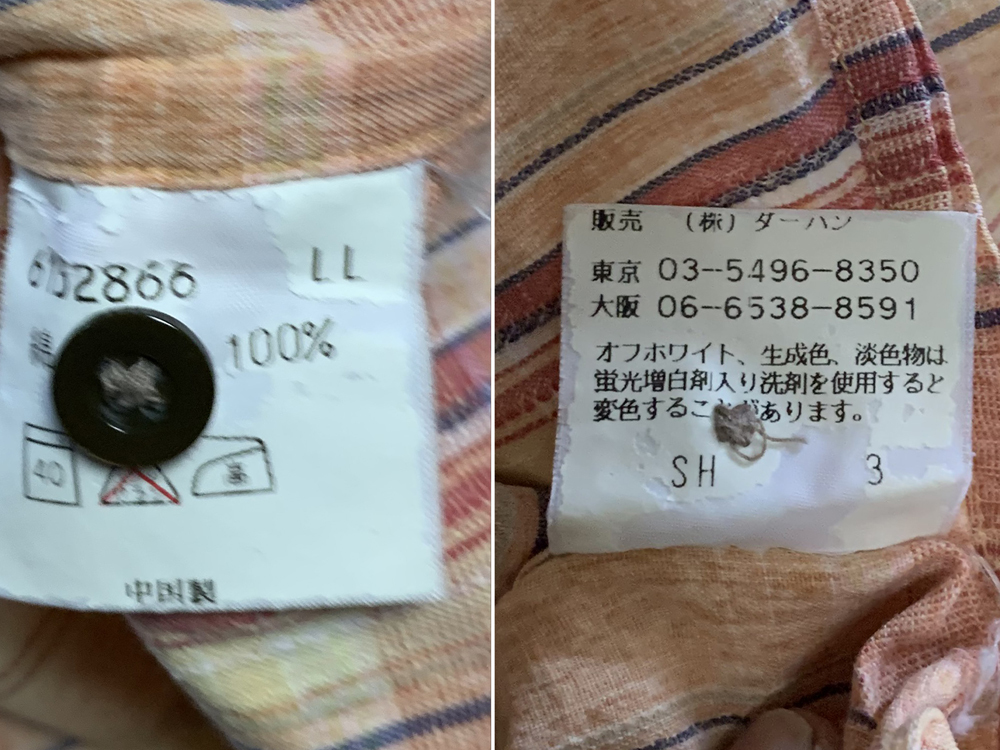 6152866 LL
綿 100%
40
高
中国製
販売 (株) ダーバン
東京 03-5496-8350
大阪 06-6538-8591
オフホワイト、生成色、淡色物は
蛍光増白剤入り洗剤を使用すると
変色することがあります。
SH 3